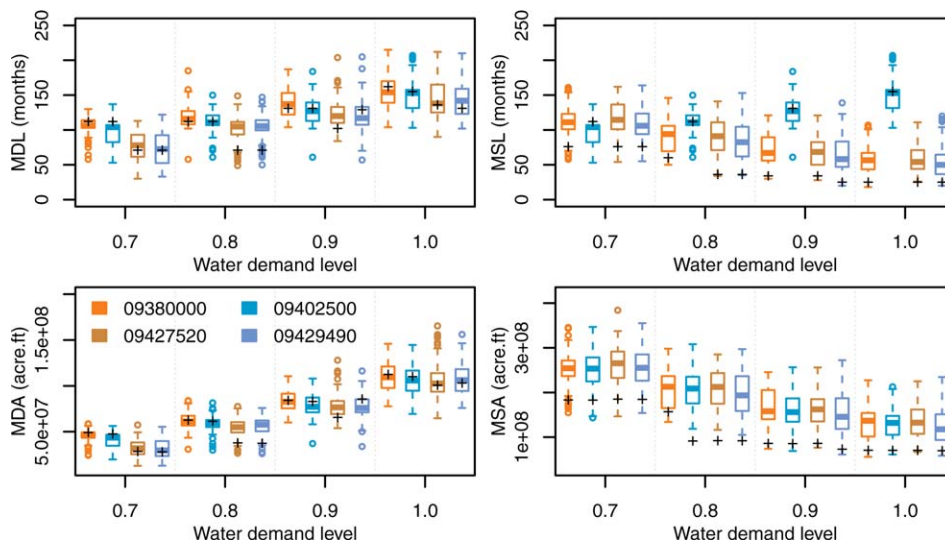 MDL (months)
250
150
50
0
0.7 0.8 0.9 1.0
Water demand level
MSL (months)
250
150
50
0
0.7 0.8 0.9 1.0
Water demand level
MDA (acre.ft)
1.5e+08
5.0e+07
09380000 09402500
09427520 09429490
0.7 0.8 0.9 1.0
Water demand level
MSA (acre.ft)
3e+08
1e+08
0.7 0.8 0.9 1.0
Water demand level